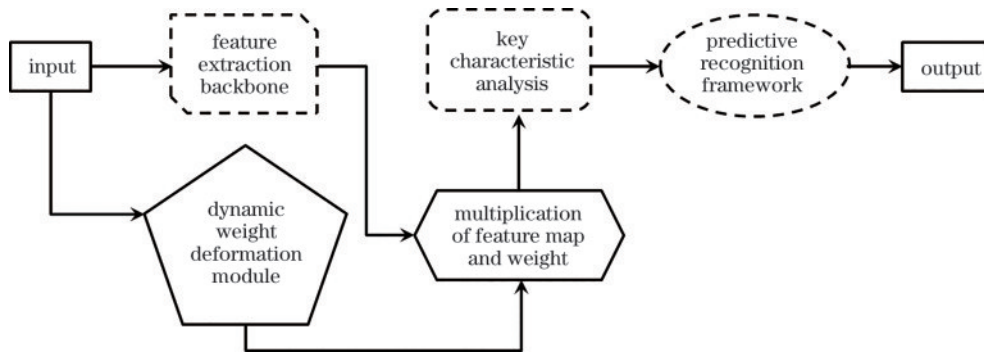 input
feature
extraction
backbone
key
characteristic
analysis
predictive
recognition
framework
output
dynamic
weight
deformation
module
multiplication
of feature map
and weight